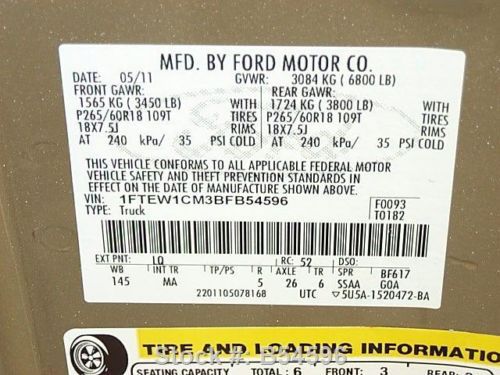 MFD. BY FORD MOTOR CO.
DATE: 05/11 GVWR: 3084 KG ( 6800 LB)
FRONT GAWR: REAR GAWR:
1565 KG ( 3450 LB) WITH 1724 KG ( 3800 LB) WITH
P265/60R18 109T TIRES P265/60R18 109T TIRES
18X7.5J RIMS 18X7.5J RIMS
AT 240 kPa/ 35 PSI COLD AT 240 kPa/ 35 PSI COLD
THIS VEHICLE CONFORMS TO ALL APPLICABLE FEDERAL MOTOR
VEHICLE SAFETY AND THEFT PREVENTION STANDARDS IN
EFFECT ON THE DATE OF MANUFACTURE SHOWN ABOVE.
VIN: 1FTEW1CM3BFB54596 F0093
TYPE: Truck T0182
EXT PNT: LQ RC: 52 DSO:
WB INT TR TP/PS R AXLE TR SPR BF617
145 MA 5 26 6 SSAA GOA
2201105078168 UTC 5U5A-1520472-BA
TIRE AND LOADING INFORMATION
Stock #: B54596
SEATING CAPACITY TOTAL: 6 FRONT: 3